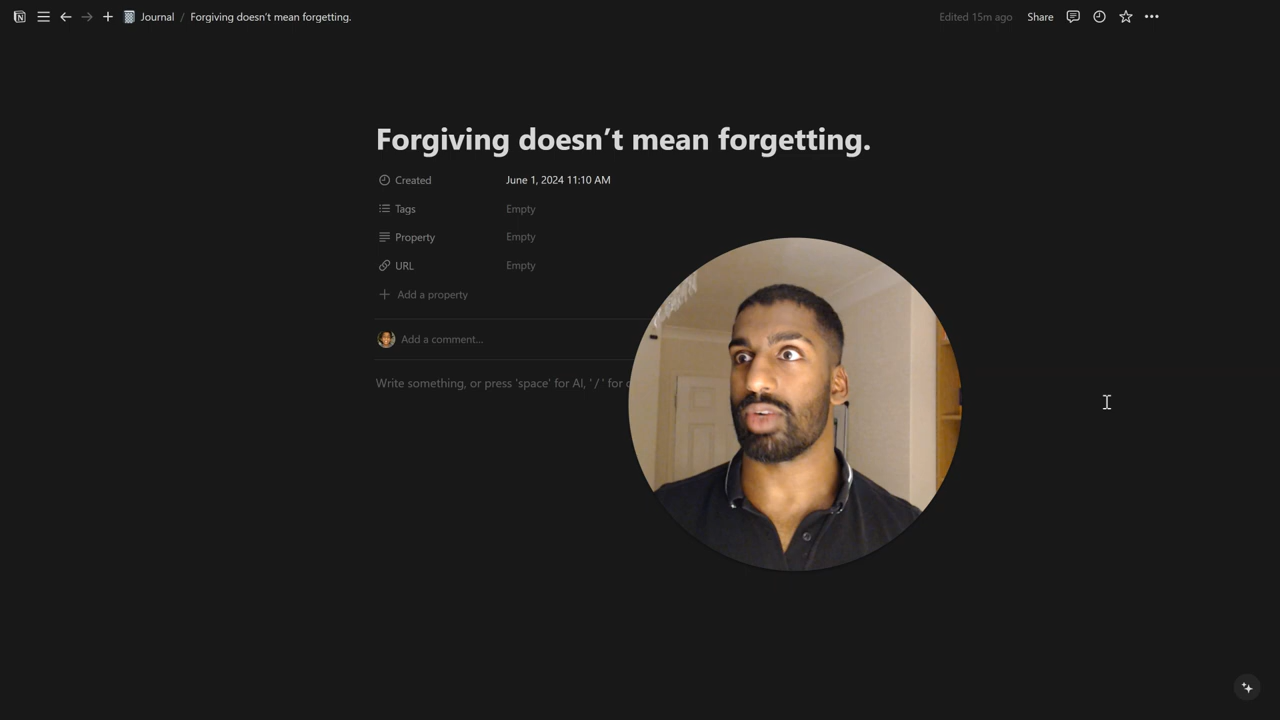 Journal / Forgiving doesn’t mean forgetting.
Edited 15m ago Share
Forgiving doesn’t mean forgetting.
Created June 1, 2024 11:10 AM
Tags Empty
Property Empty
URL Empty
Add a property
Add a comment...
Write something, or press 'space' for AI, '/' for